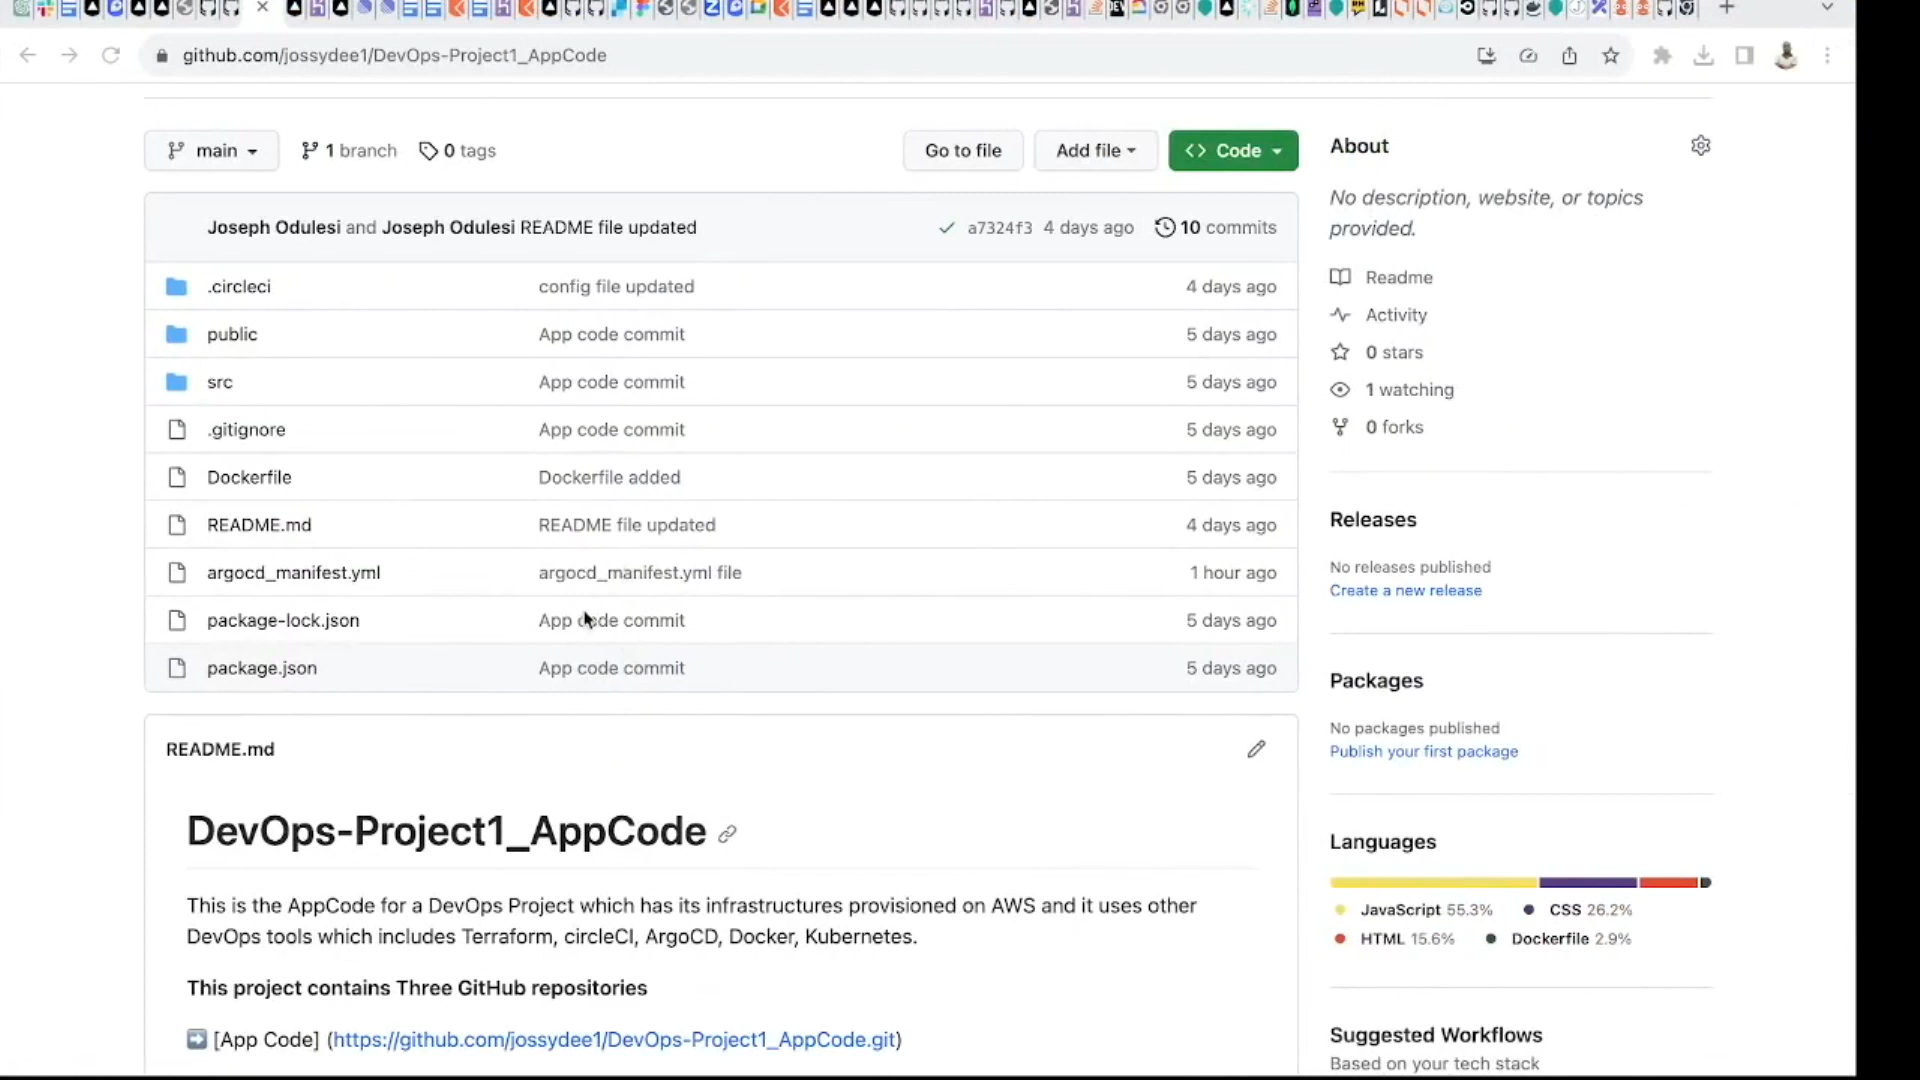 github.com/jossydee1/DevOps-Project1_AppCode
main
1 branch
0 tags
Go to file
Add file
<> Code
Joseph Odulesi and Joseph Odulesi README file updated
a7324f3 4 days ago
10 commits
.circleci
config file updated
4 days ago
public
App code commit
5 days ago
src
App code commit
5 days ago
.gitignore
App code commit
5 days ago
Dockerfile
Dockerfile added
5 days ago
README.md
README file updated
4 days ago
argocd_manifest.yml
argocd_manifest.yml file
1 hour ago
package-lock.json
App code commit
5 days ago
package.json
App code commit
5 days ago
README.md
DevOps-Project1_AppCode
This is the AppCode for a DevOps Project which has its infrastructures provisioned on AWS and it uses other
DevOps tools which includes Terraform, circleCI, ArgoCD, Docker, Kubernetes.
This project contains Three GitHub repositories
[App Code] (https://github.com/jossydee1/DevOps-Project1_AppCode.git)
About
No description, website, or topics
provided.
Readme
Activity
0 stars
1 watching
0 forks
Releases
No releases published
Create a new release
Packages
No packages published
Publish your first package
Languages
JavaScript 55.3%
CSS 26.2%
HTML 15.6%
Dockerfile 2.9%
Suggested Workflows
Based on your tech stack